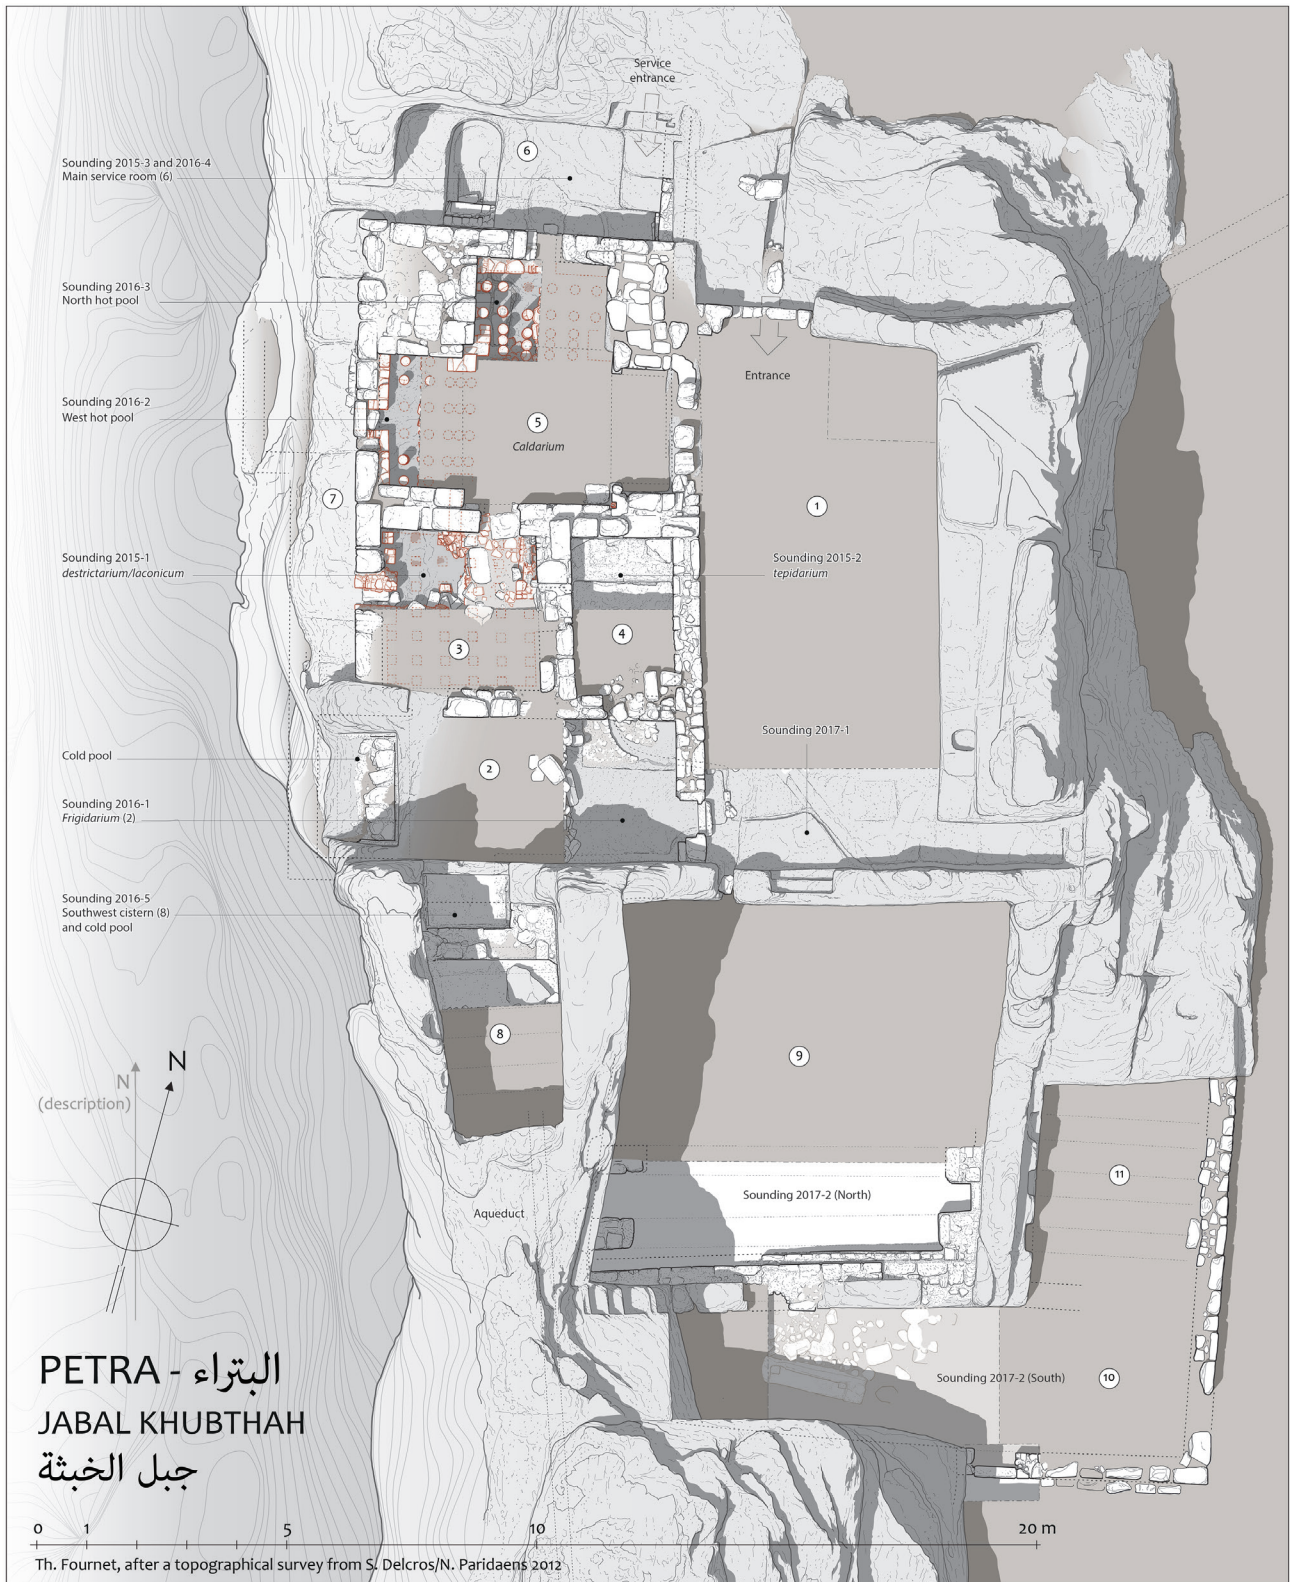 Service
entrance
6
Sounding 2015-3 and 2016-4
Main service room (6)
Sounding 2016-3
North hot pool
Entrance
Sounding 2016-2
West hot pool
5
Caldarium
7
1
Sounding 2015-1
destrictarium/laconicum
Sounding 2015-2
tepidarium
4
3
Sounding 2017-1
Cold pool
2
Sounding 2016-1
Frigidarium (2)
Sounding 2016-5
Southwest cistern (8)
and cold pool
8
9
N
N
(description)
11
Sounding 2017-2 (North)
Aqueduct
Sounding 2017-2 (South)
10
PETRA - البتراء
JABAL KHUBTHAH
جبل الخبثة
0 1 5 10 20 m
Th. Fournet, after a topographical survey from S. Delcros/N. Paridaens 2012